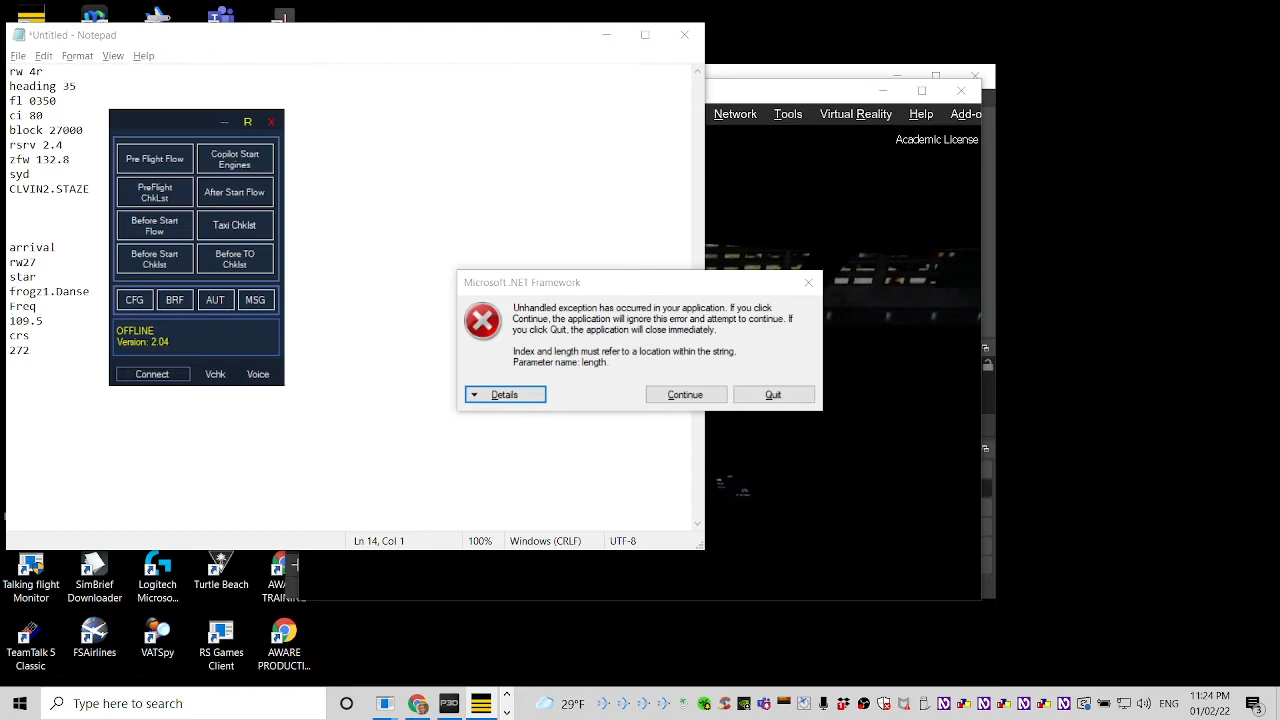 *Untitled - Notepad
File Edit Format View Help
rw 4r
heading 35
fl 0350
ci 35
block 27000
rsrv 2.4
zfw 132.8
syd
CLVIN2.STAZE
arrival
rw27
star
frogz1.Danse
Freq
109.5
crs
272
R X
Pre Flight Flow
Copilot Start
Engines
PreFlight
ChkLst
After Start Flow
Before Start
Flow
Taxi Chklst
Before Start
Chklst
Before TO
Chklst
CFG BRF AUT MSG
OFFLINE
Version: 2.04
Connect Vchk Voice
Ln 14, Col 1 100% Windows (CRLF) UTF-8
Network Tools Virtual Reality Help Add-o
Academic License
Microsoft .NET Framework
Unhandled exception has occurred in your application. If you click
Continue, the application will ignore this error and attempt to continue. If
you click Quit, the application will close immediately.
Index and length must refer to a location within the string.
Parameter name: length.
Details Continue Quit
Talking flight
Monitor
SimBrief
Downloader
Logitech
Microso...
Turtle Beach
AWA
TRAININ
TeamTalk 5
Classic
FSAirlines
VATSpy
RS Games
Client
AWARE
PRODUCTI...
Type here to search
P3D
29°F
11:24 PM
01/02/22
3